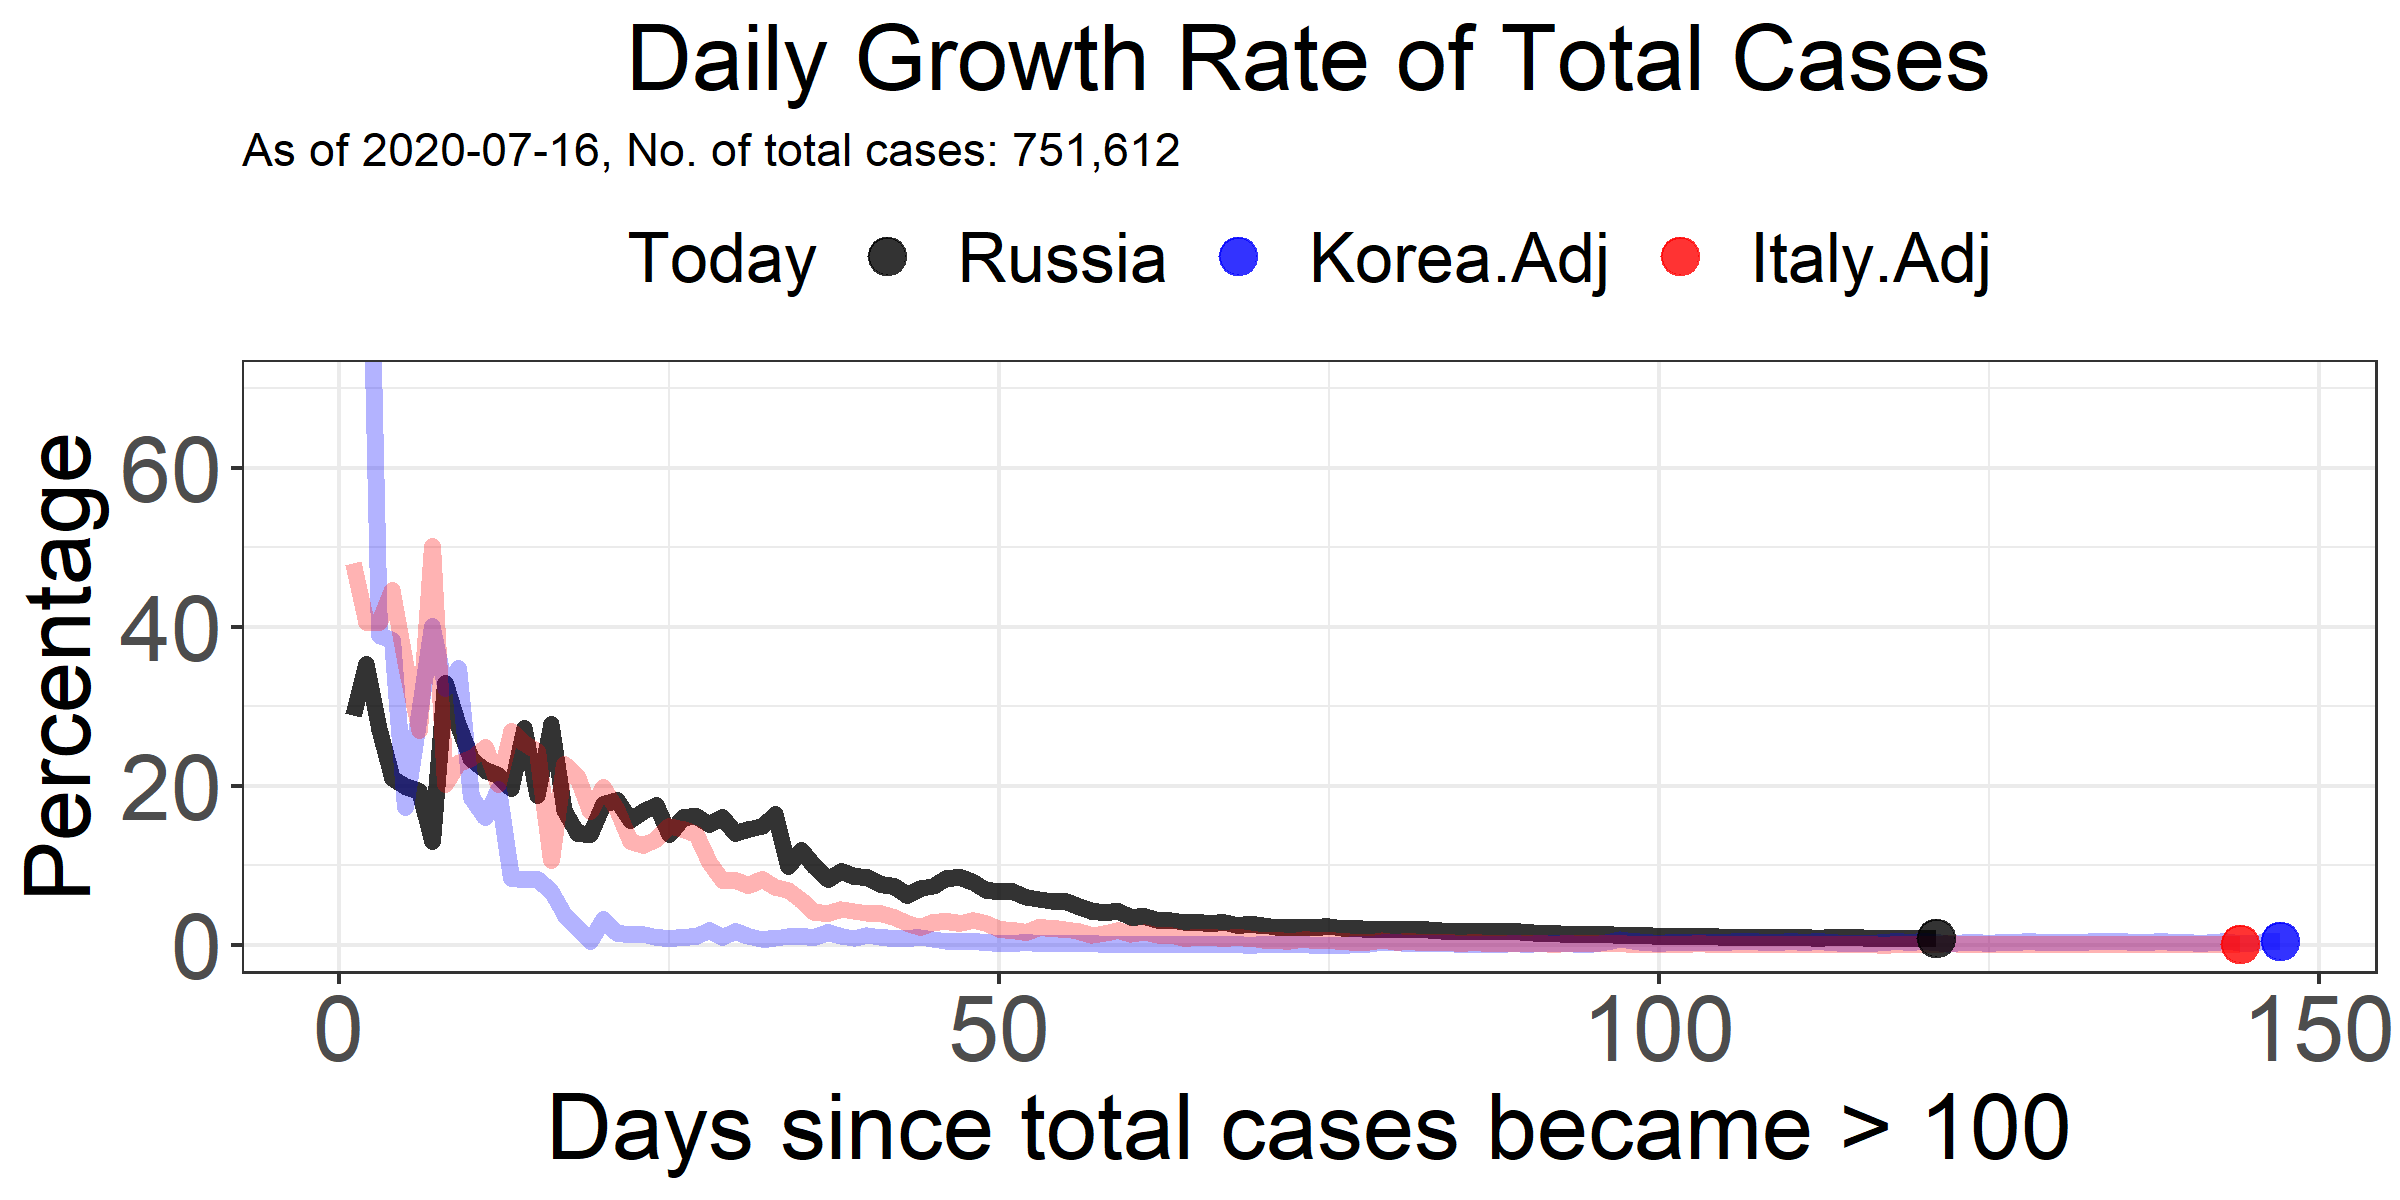 Daily Growth Rate of Total Cases
As of 2020-07-16, No. of total cases: 751,612
Today Russia Korea.Adj Italy.Adj
Percentage
60
40
20
0
0 50 100 150
Days since total cases became > 100